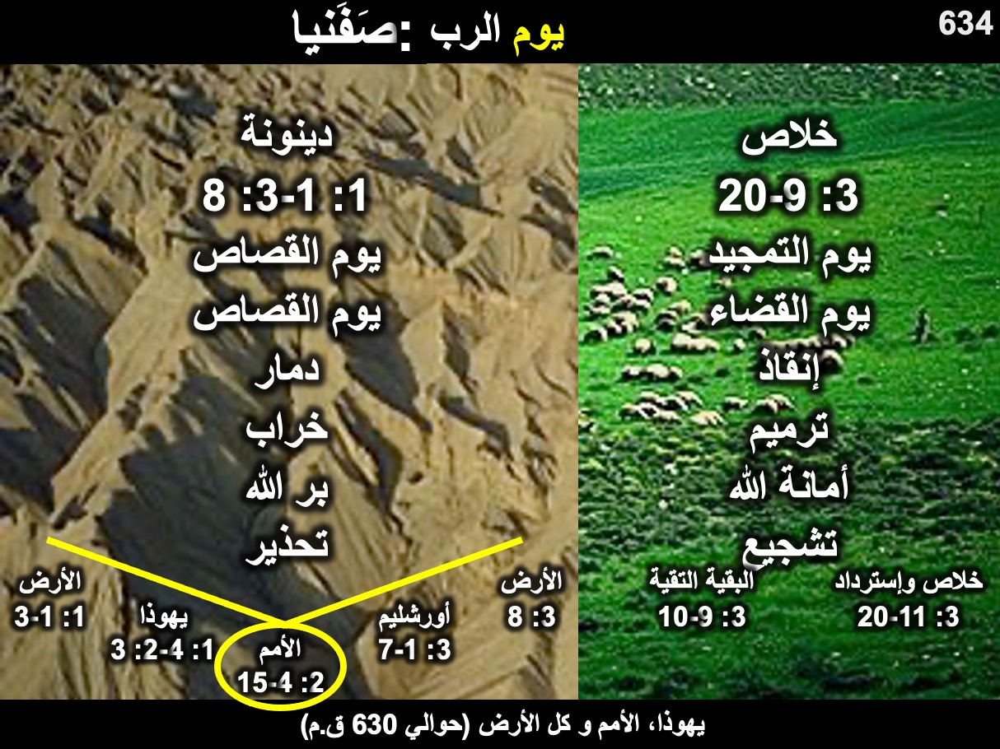 634
صَفَنيا: يوم الرب
دينونة
1: 1-3: 8
يوم القصاص
يوم القصاص
دمار
خراب
بر الله
تحذير
الأرض
1: 1-3
يهوذا
1: 4-2: 3
الأمم
2: 4-15
أورشليم
3: 1-7
الأرض
3: 8
خلاص
3: 9-20
يوم التمجيد
يوم القضاء
إنقاذ
ترميم
أمانة الله
تشجيع
البقية التقية
3: 9-10
خلاص وإسترداد
3: 11-20
يهوذا، الأمم و كل الأرض (حوالي 630 ق.م)